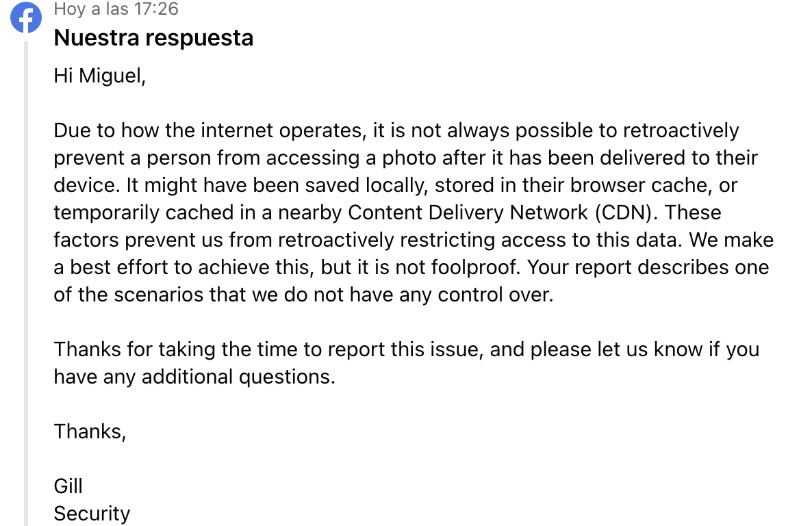 Hoy a las 17:26
Nuestra respuesta
Hi Miguel,
Due to how the internet operates, it is not always possible to retroactively
prevent a person from accessing a photo after it has been delivered to their
device. It might have been saved locally, stored in their browser cache, or
temporarily cached in a nearby Content Delivery Network (CDN). These
factors prevent us from retroactively restricting access to this data. We make
a best effort to achieve this, but it is not foolproof. Your report describes one
of the scenarios that we do not have any control over.
Thanks for taking the time to report this issue, and please let us know if you
have any additional questions.
Thanks,
Gill
Security